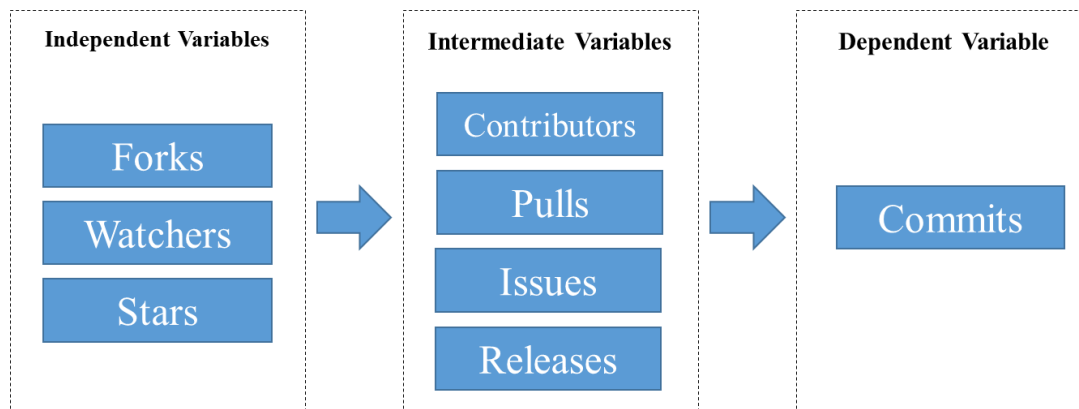 Independent Variables
Forks
Watchers
Stars
Intermediate Variables
Contributors
Pulls
Issues
Releases
Dependent Variable
Commits